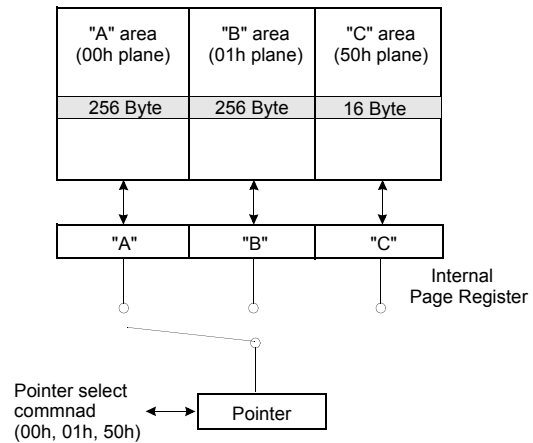 "A" area "B" area "C" area
(00h plane) (01h plane) (50h plane)
256 Byte 256 Byte 16 Byte
"A" "B" "C"
Internal
Page Register
Pointer select
commnad
(00h, 01h, 50h)
Pointer